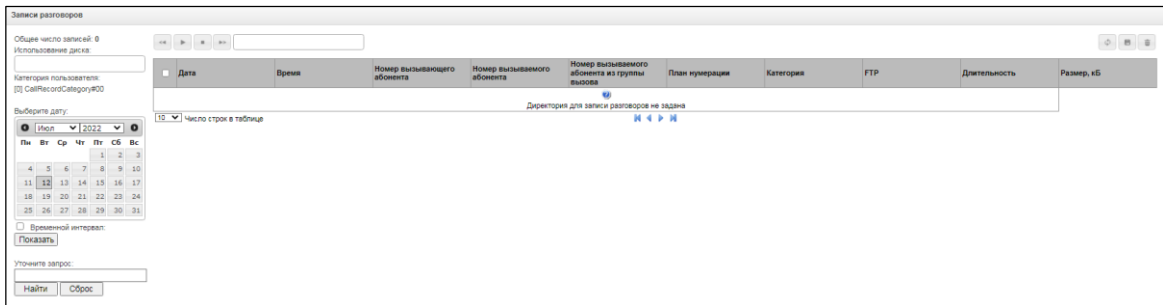 Записи разговоров
Общее число записей: 0
Использование диска:
Категория пользователя:
[0] CallRecordCategory#00
Выберите дату:
Июл 2022
Пн Вт Ср Чт Пт Сб Вс
1 2 3
4 5 6 7 8 9 10
11 12 13 14 15 16 17
18 19 20 21 22 23 24
25 26 27 28 29 30 31
Временной интервал:
Показать
Уточните запрос:
Найти Сброс
Дата Время Номер вызывающего абонента Номер вызываемого абонента Номер вызываемого абонента из группы вызова План нумерации Категория FTP Длительность Размер, кБ
Директория для записи разговоров не задана
10 Число строк в таблице